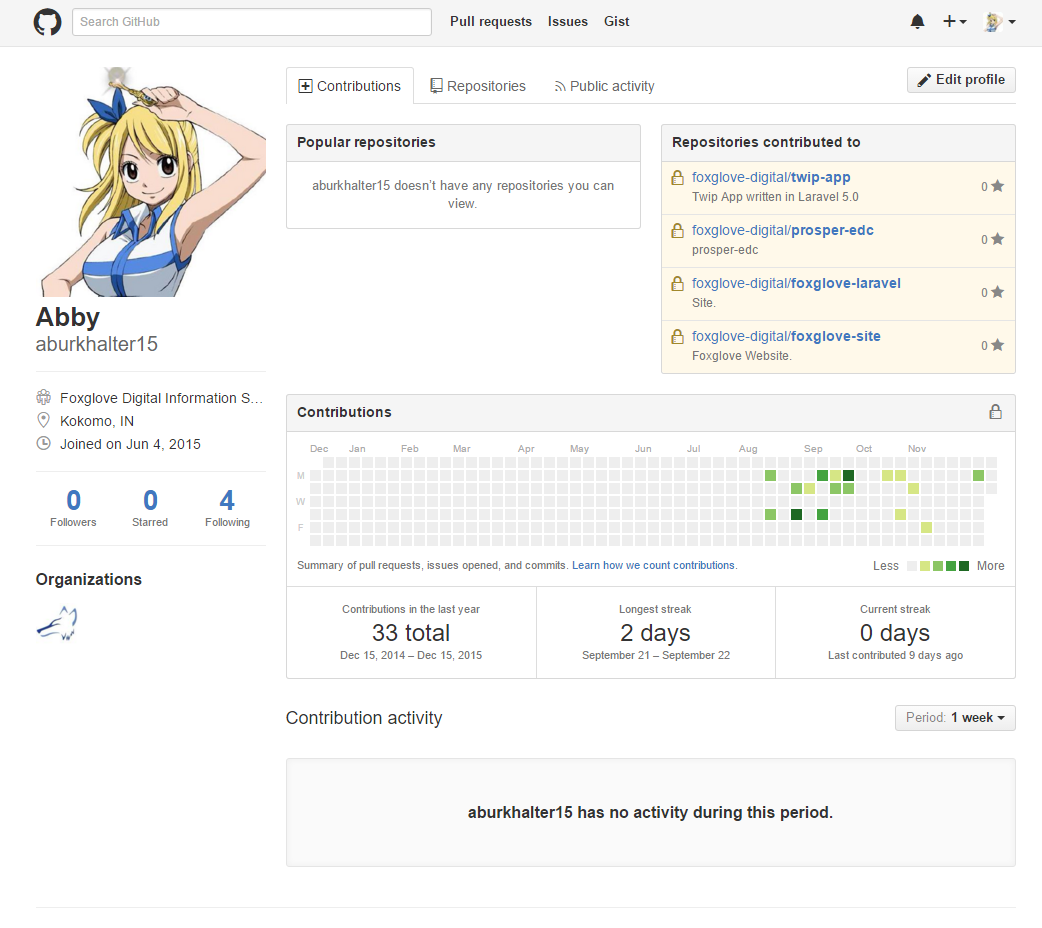 Search GitHub
Pull requests
Issues
Gist
Contributions
Repositories
Public activity
Edit profile
Abby
aburkhalter15
Foxglove Digital Information S…
Kokomo, IN
Joined on Jun 4, 2015
0
Followers
0
Starred
4
Following
Organizations
Popular repositories
aburkhalter15 doesn't have any repositories you can
view.
Repositories contributed to
foxglove-digital/twip-app
Twip App written in Laravel 5.0
0
foxglove-digital/prosper-edc
prosper-edc
0
foxglove-digital/foxglove-laravel
Site.
0
foxglove-digital/foxglove-site
Foxglove Website.
0
Contributions
Dec Jan Feb Mar Apr May Jun Jul Aug Sep Oct Nov
M
W
F
Summary of pull requests, issues opened, and commits. Learn how we count contributions.
Less
More
Contributions in the last year
33 total
Dec 15, 2014 – Dec 15, 2015
Longest streak
2 days
September 21 – September 22
Current streak
0 days
Last contributed 9 days ago
Contribution activity
Period: 1 week
aburkhalter15 has no activity during this period.